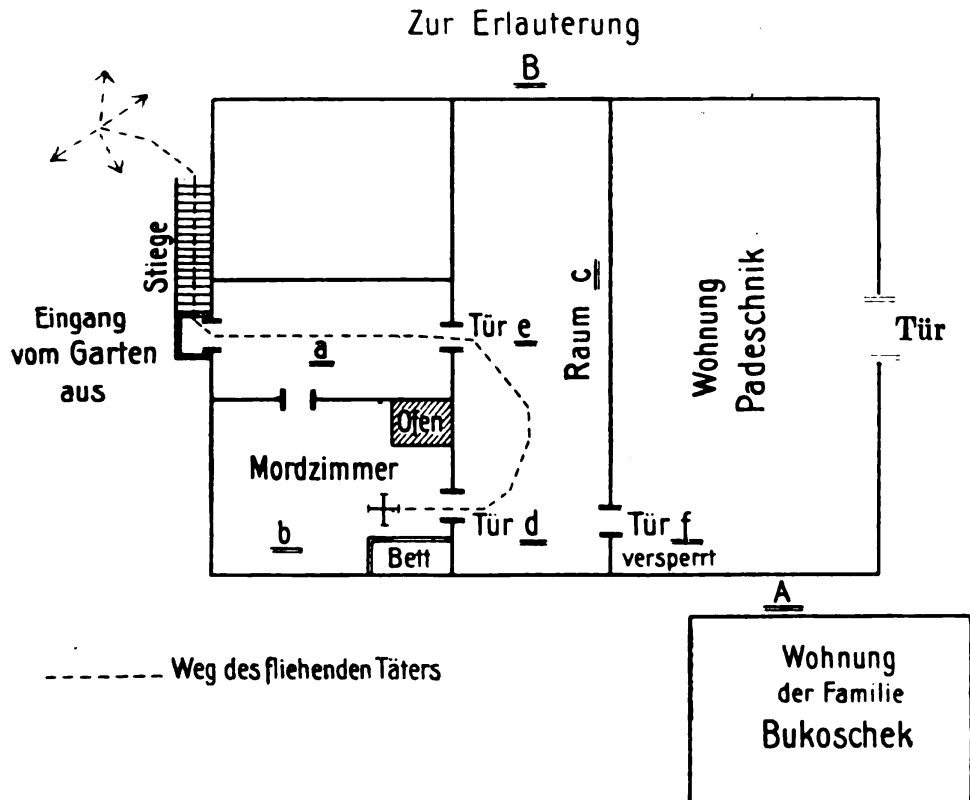 Zur Erlauterung
B
Stiege
Eingang
vom Garten
aus
a
Tür e
Raum c
Wohnung
Padeschnik
Tür
Ofen
Mordzimmer
b
Bett
Tür d
Tür f
versperrt
A
Wohnung
der Familie
Bukoschek
Weg des fliehenden Täters